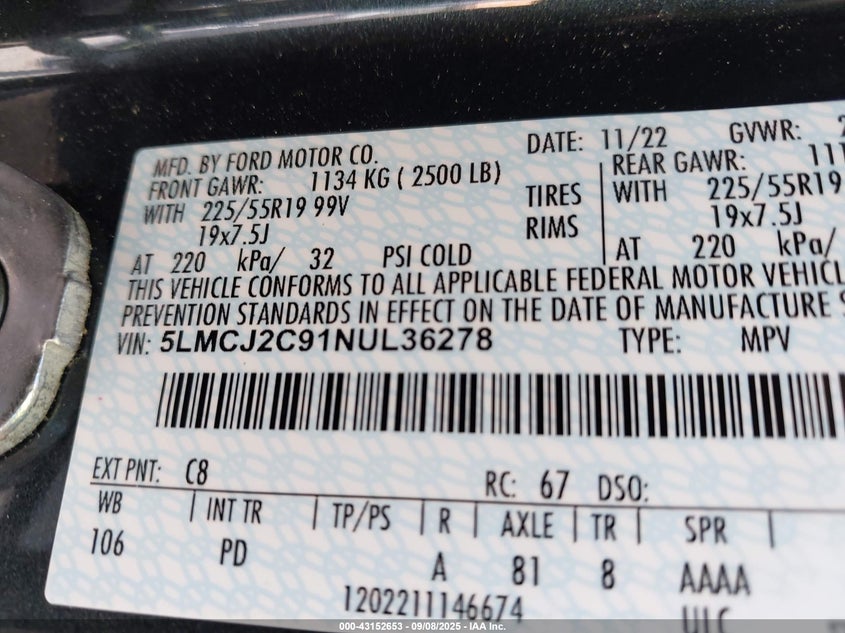 MFD. BY FORD MOTOR CO. DATE: 11/22 GVWR:
FRONT GAWR: 1134 KG ( 2500 LB) REAR GAWR:
WITH 225/55R19 99V TIRES WITH 225/55R19
19x7.5J RIMS 19x7.5J
AT 220 kPa/ 32 PSI COLD AT 220 kPa/
THIS VEHICLE CONFORMS TO ALL APPLICABLE FEDERAL MOTOR
PREVENTION STANDARDS IN EFFECT ON THE DATE OF MANUFACTURE
VIN: 5LMCJ2C91NUL36278 TYPE: MPV
EXT PNT: C8 RC: 67 DSO:
WB INT TR TP/PS R AXLE TR SPR
106 PD A 81 8 AAAA
1202211146674
000-43152653 - 09/08/2025 - IAA Inc.